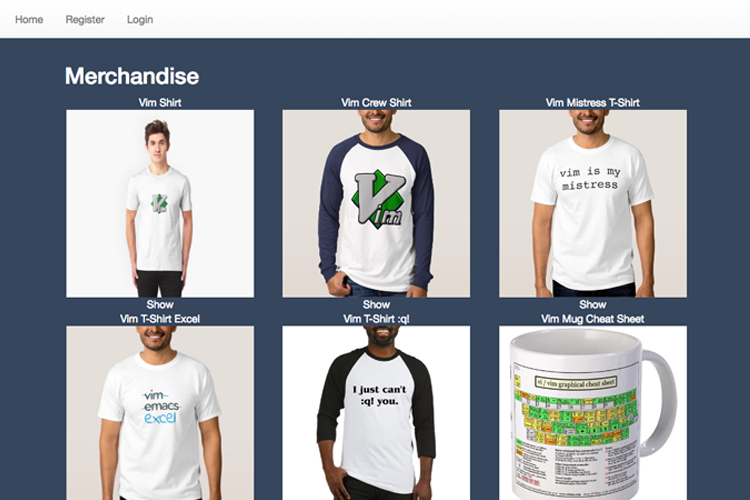 Home Register Login
Merchandise
Vim Shirt Vim Crew Shirt Vim Mistress T-Shirt
Vim
Vim
vim is my
mistress
Show Show Show
Vim T-Shirt Excel Vim T-Shirt :q! Vim Mug Cheat Sheet
vim
emacs
excel
I just can't
:q! you.
vi / vim graphical cheat sheet